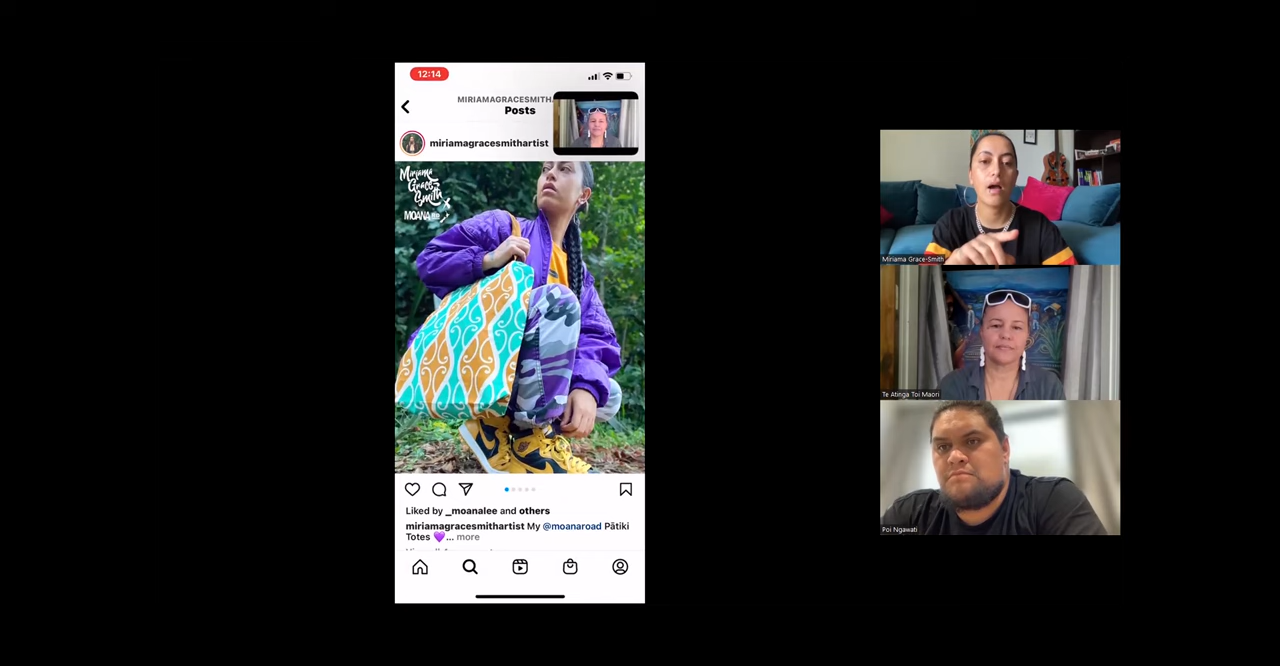 12:14
MIRIAMAGRACESMITH
Posts
miriamagracesmithartist
Miriama
Grace
Smith
x
MOANA
Liked by _moanalee and others
miriamagracesmithartist My @moanaroad Pātiki
Totes 💜... more
Miriama Grace-Smith
Te Atinga Toi Maori
Poi Ngawati